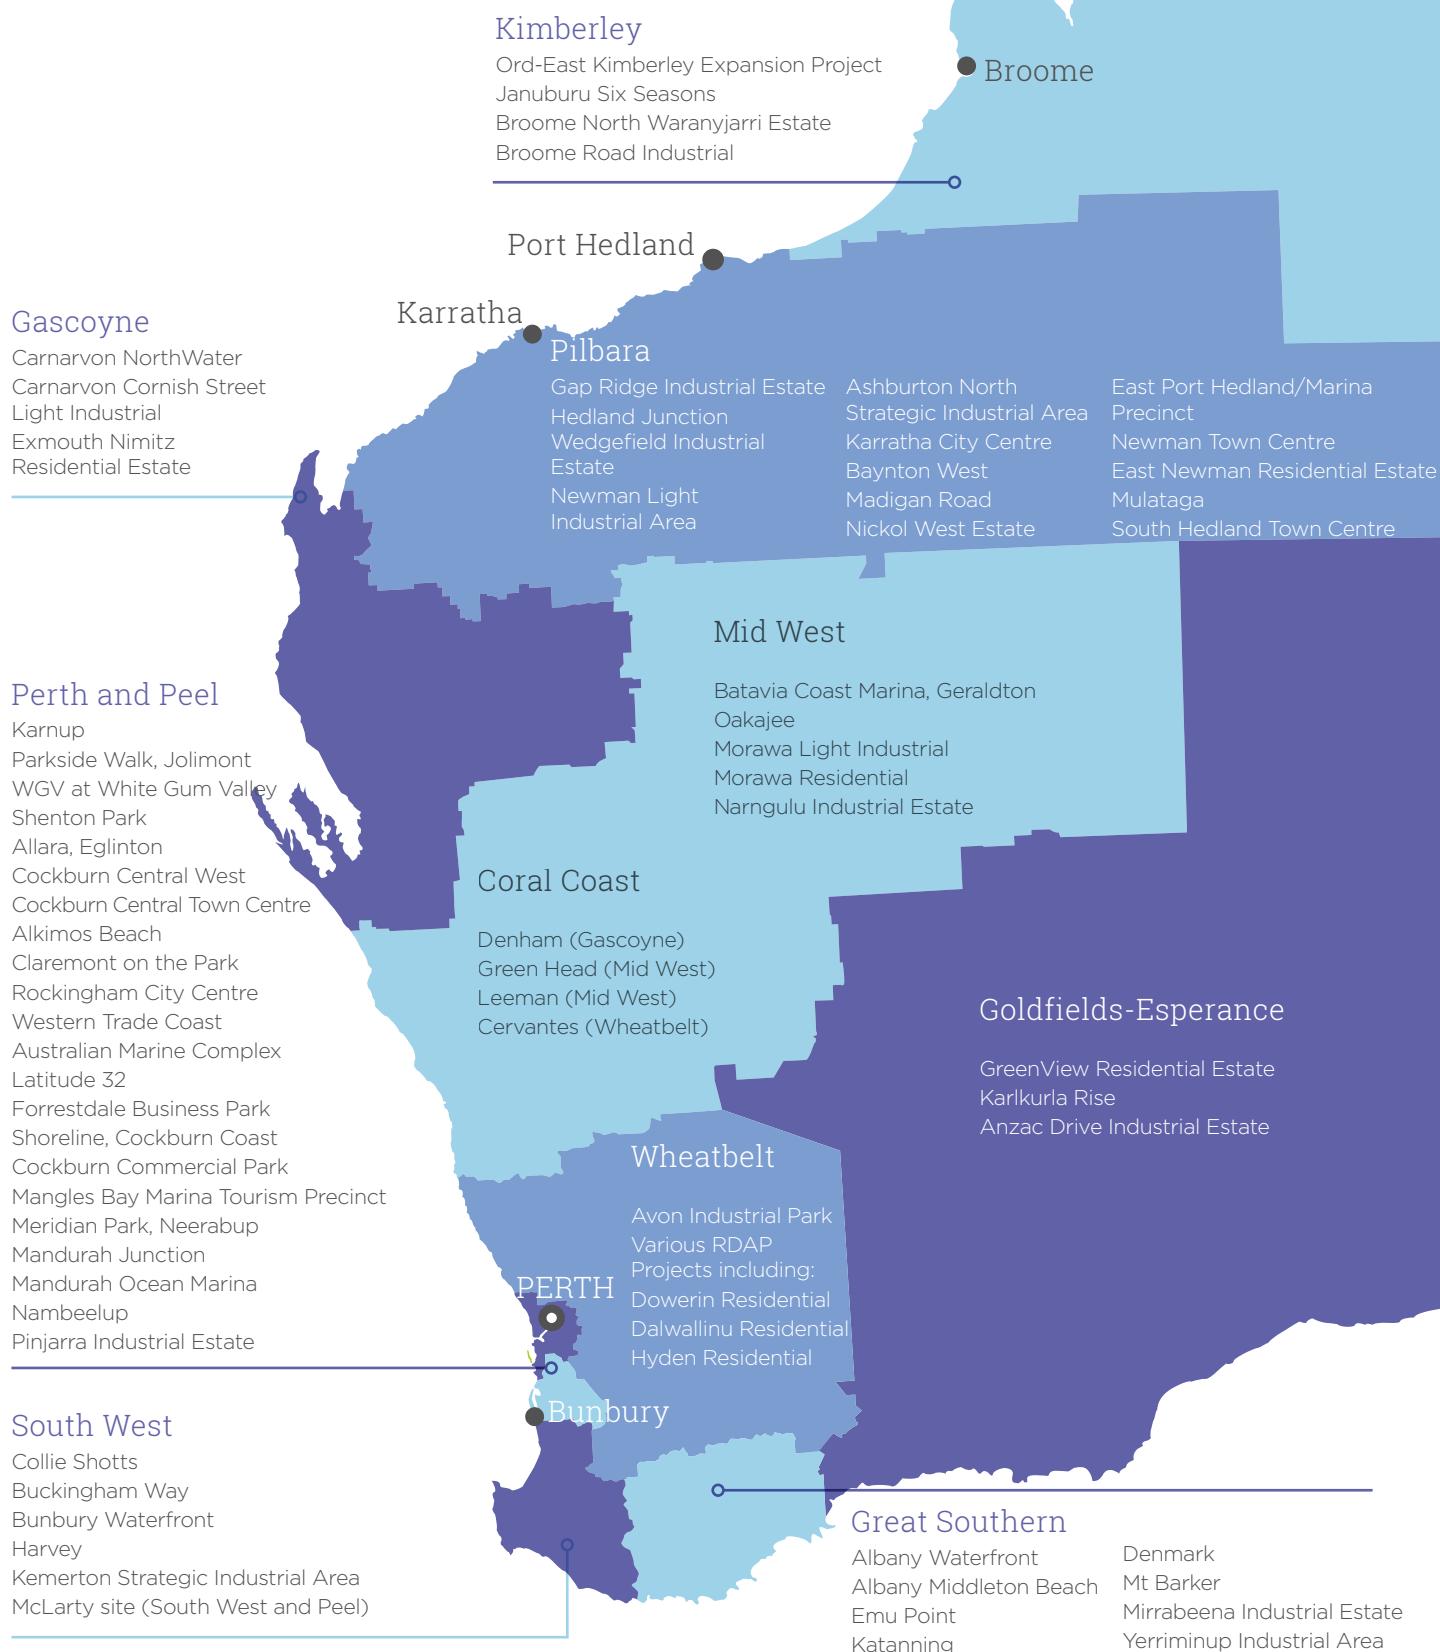 Kimberley
Ord-East Kimberley Expansion Project
Januburu Six Seasons
Broome North Waranyjarri Estate
Broome Road Industrial
Broome
Port Hedland
Karratha
Gascoyne
Carnarvon NorthWater
Carnarvon Cornish Street
Light Industrial
Exmouth Nimitz
Residential Estate
Pilbara
Gap Ridge Industrial Estate
Hedland Junction
Wedgefield Industrial
Estate
Newman Light
Industrial Area
Ashburton North
Strategic Industrial Area
Karratha City Centre
Baynton West
Madigan Road
Nickol West Estate
East Port Hedland/Marina
Precinct
Newman Town Centre
East Newman Residential Estate
Mulataga
South Hedland Town Centre
Mid West
Batavia Coast Marina, Geraldton
Oakajee
Morawa Light Industrial
Morawa Residential
Narngulu Industrial Estate
Perth and Peel
Karnup
Parkside Walk, Jolimont
WGV at White Gum Valley
Shenton Park
Allara, Eglinton
Cockburn Central West
Cockburn Central Town Centre
Alkimos Beach
Claremont on the Park
Rockingham City Centre
Western Trade Coast
Australian Marine Complex
Latitude 32
Forrestdale Business Park
Shoreline, Cockburn Coast
Cockburn Commercial Park
Mangles Bay Marina Tourism Precinct
Meridian Park, Neerabup
Mandurah Junction
Mandurah Ocean Marina
Nambeelup
Pinjarra Industrial Estate
Coral Coast
Denham (Gascoyne)
Green Head (Mid West)
Leeman (Mid West)
Cervantes (Wheatbelt)
Goldfields-Esperance
GreenView Residential Estate
Karlkurla Rise
Anzac Drive Industrial Estate
Wheatbelt
Avon Industrial Park
Various RDAP
Projects including:
Dowerin Residential
Dalwallinu Residential
Hyden Residential
PERTH
Bunbury
South West
Collie Shotts
Buckingham Way
Bunbury Waterfront
Harvey
Kemerton Strategic Industrial Area
McLarty site (South West and Peel)
Great Southern
Albany Waterfront
Albany Middleton Beach
Emu Point
Katanning
Denmark
Mt Barker
Mirrabeena Industrial Estate
Yerriminup Industrial Area